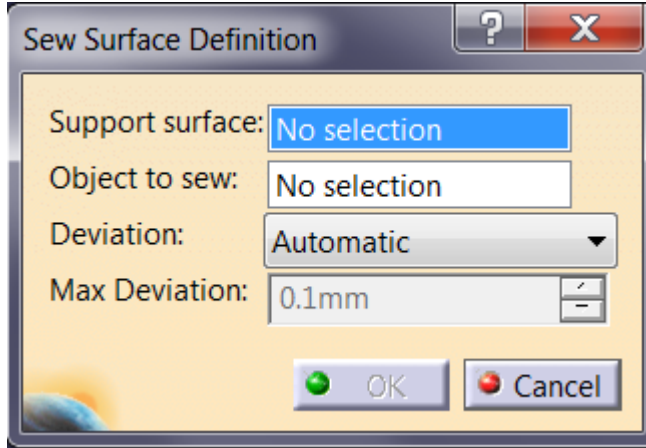 Sew Surface Definition ? X
Support surface: No selection
Object to sew: No selection
Deviation: Automatic
Max Deviation: 0.1mm
OK Cancel